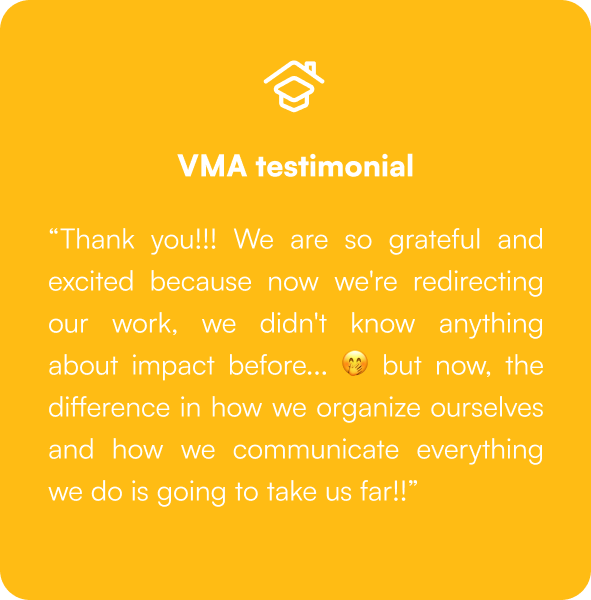 VMA testimonial
“Thank you!!! We are so grateful and
excited because now we're redirecting
our work, we didn't know anything
about impact before... 🤭 but now, the
difference in how we organize ourselves
and how we communicate everything
we do is going to take us far!!”